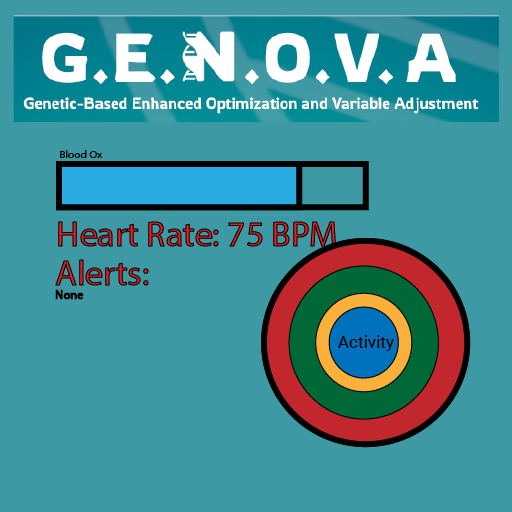 G.E.N.O.V.A
Genetic-Based Enhanced Optimization and Variable Adjustment
Blood Ox
Heart Rate: 75 BPM
Alerts:
None
Activity